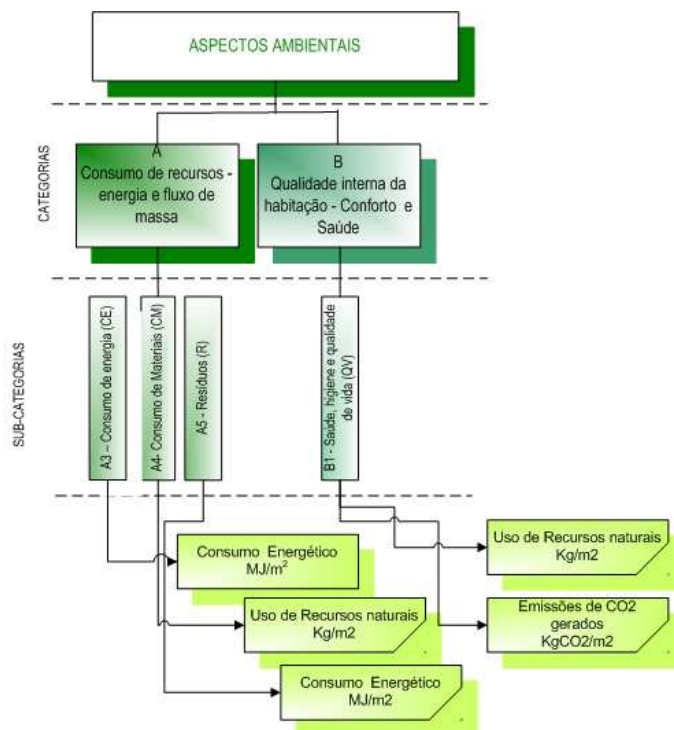 ASPECTOS AMBIENTAIS
CATEGORIAS
A
Consumo de recursos -
energia e fluxo de
massa
B
Qualidade interna da
habitação - Conforto e
Saúde
SUB-CATEGORIAS
A3 – Consumo de energia (CE)
A4- Consumo de Materiais (CM)
A5 - Resíduos (R)
B1 - Saúde, higiene e qualidade
de vida (QV)
Consumo Energético
MJ/m²
Uso de Recursos naturais
Kg/m2
Consumo Energético
MJ/m2
Uso de Recursos naturais
Kg/m2
Emissões de CO2
gerados
KgCO2/m2